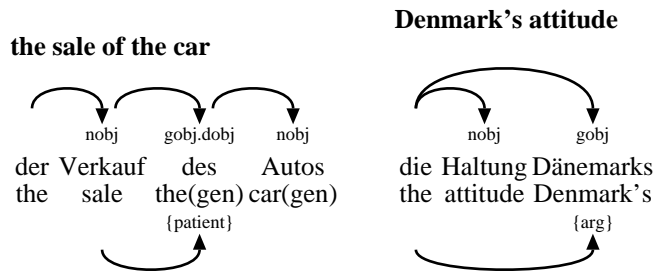 the sale of the car
nobj gobj.dobj nobj
der Verkauf des Autos
the sale the(gen) car(gen)
{patient}
Denmark's attitude
nobj gobj
die Haltung Dänemarks
the attitude Denmark's
{arg}